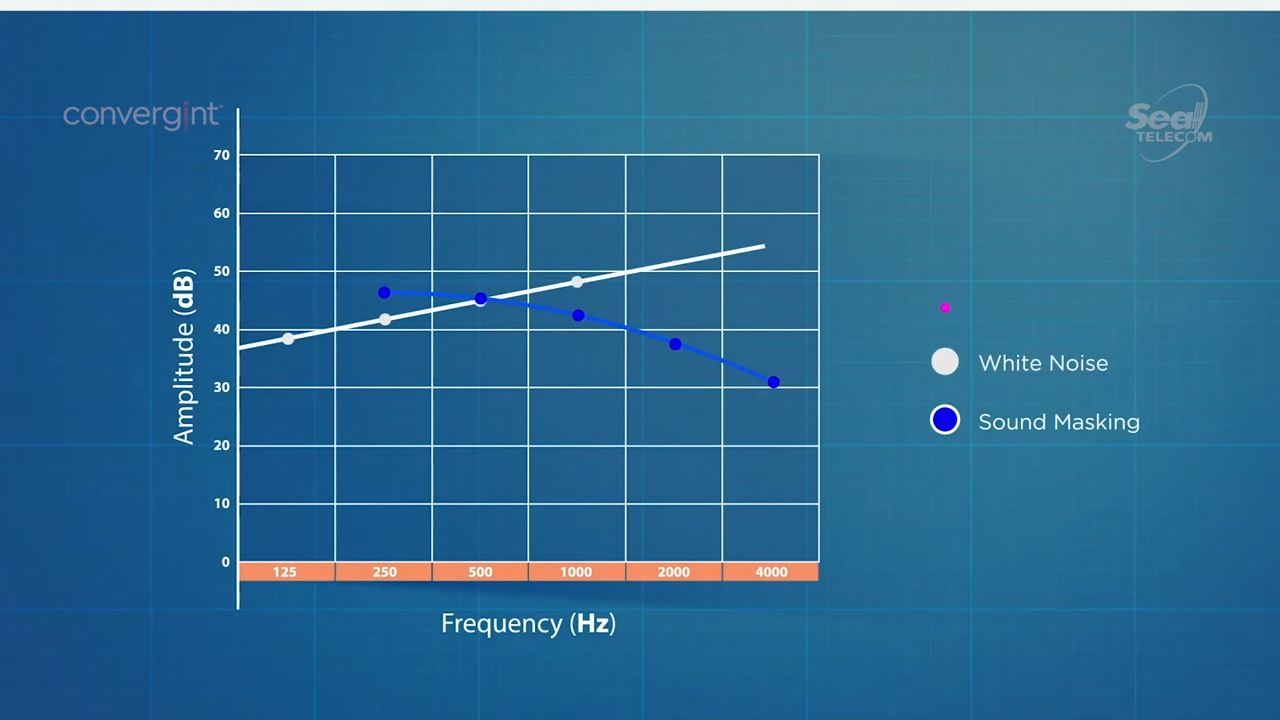 convergint
Sea
TELECOM
70
60
50
40
30
20
10
0
Amplitude (dB)
125 250 500 1000 2000 4000
Frequency (Hz)
White Noise
Sound Masking